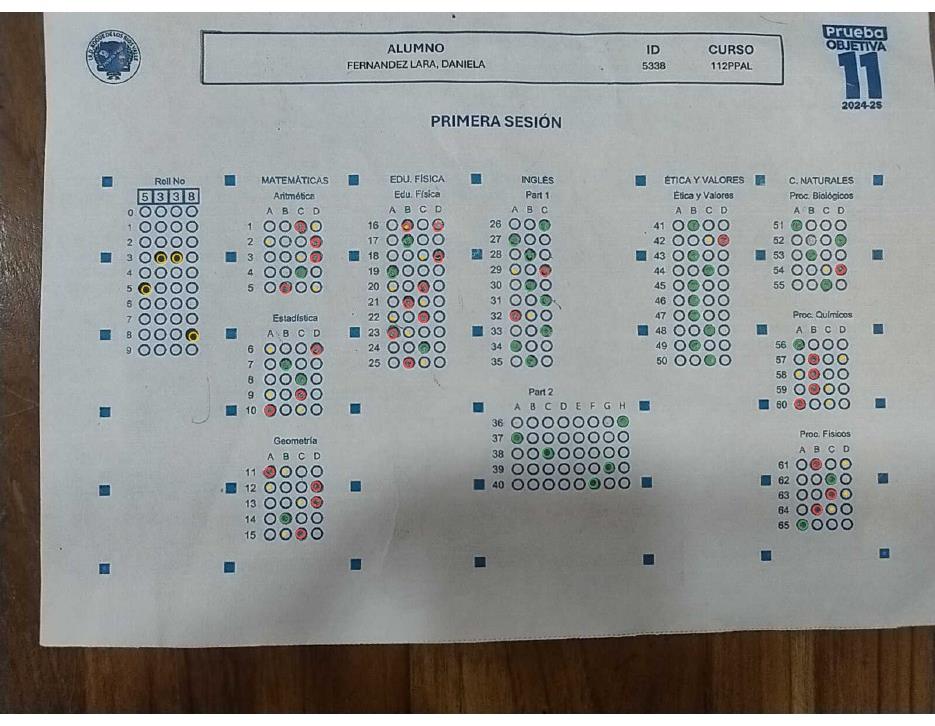 ALUMNO ID CURSO
FERNANDEZ LARA, DANIELA 5338 112PPAL
Prueba
OBJETIVA
11
2024-25
PRIMERA SESIÓN
Roll No
5 3 3 8
0
1
2
3
4
5
6
7
8
9
MATEMÁTICAS
Aritmética
A B C D
1
2
3
4
5
Estadística
A B C D
6
7
8
9
10
Geometría
A B C D
11
12
13
14
15
EDU. FÍSICA
Edu. Física
A B C D
16
17
18
19
20
21
22
23
24
25
INGLÉS
Part 1
A B C
26
27
28
29
30
31
32
33
34
35
Part 2
A B C D E F G H
36
37
38
39
40
ÉTICA Y VALORES
Ética y Valores
A B C D
41
42
43
44
45
46
47
48
49
50
C. NATURALES
Proc. Biológicos
A B C D
51
52
53
54
55
Proc. Químicos
A B C D
56
57
58
59
60
Proc. Físicos
A B C D
61
62
63
64
65